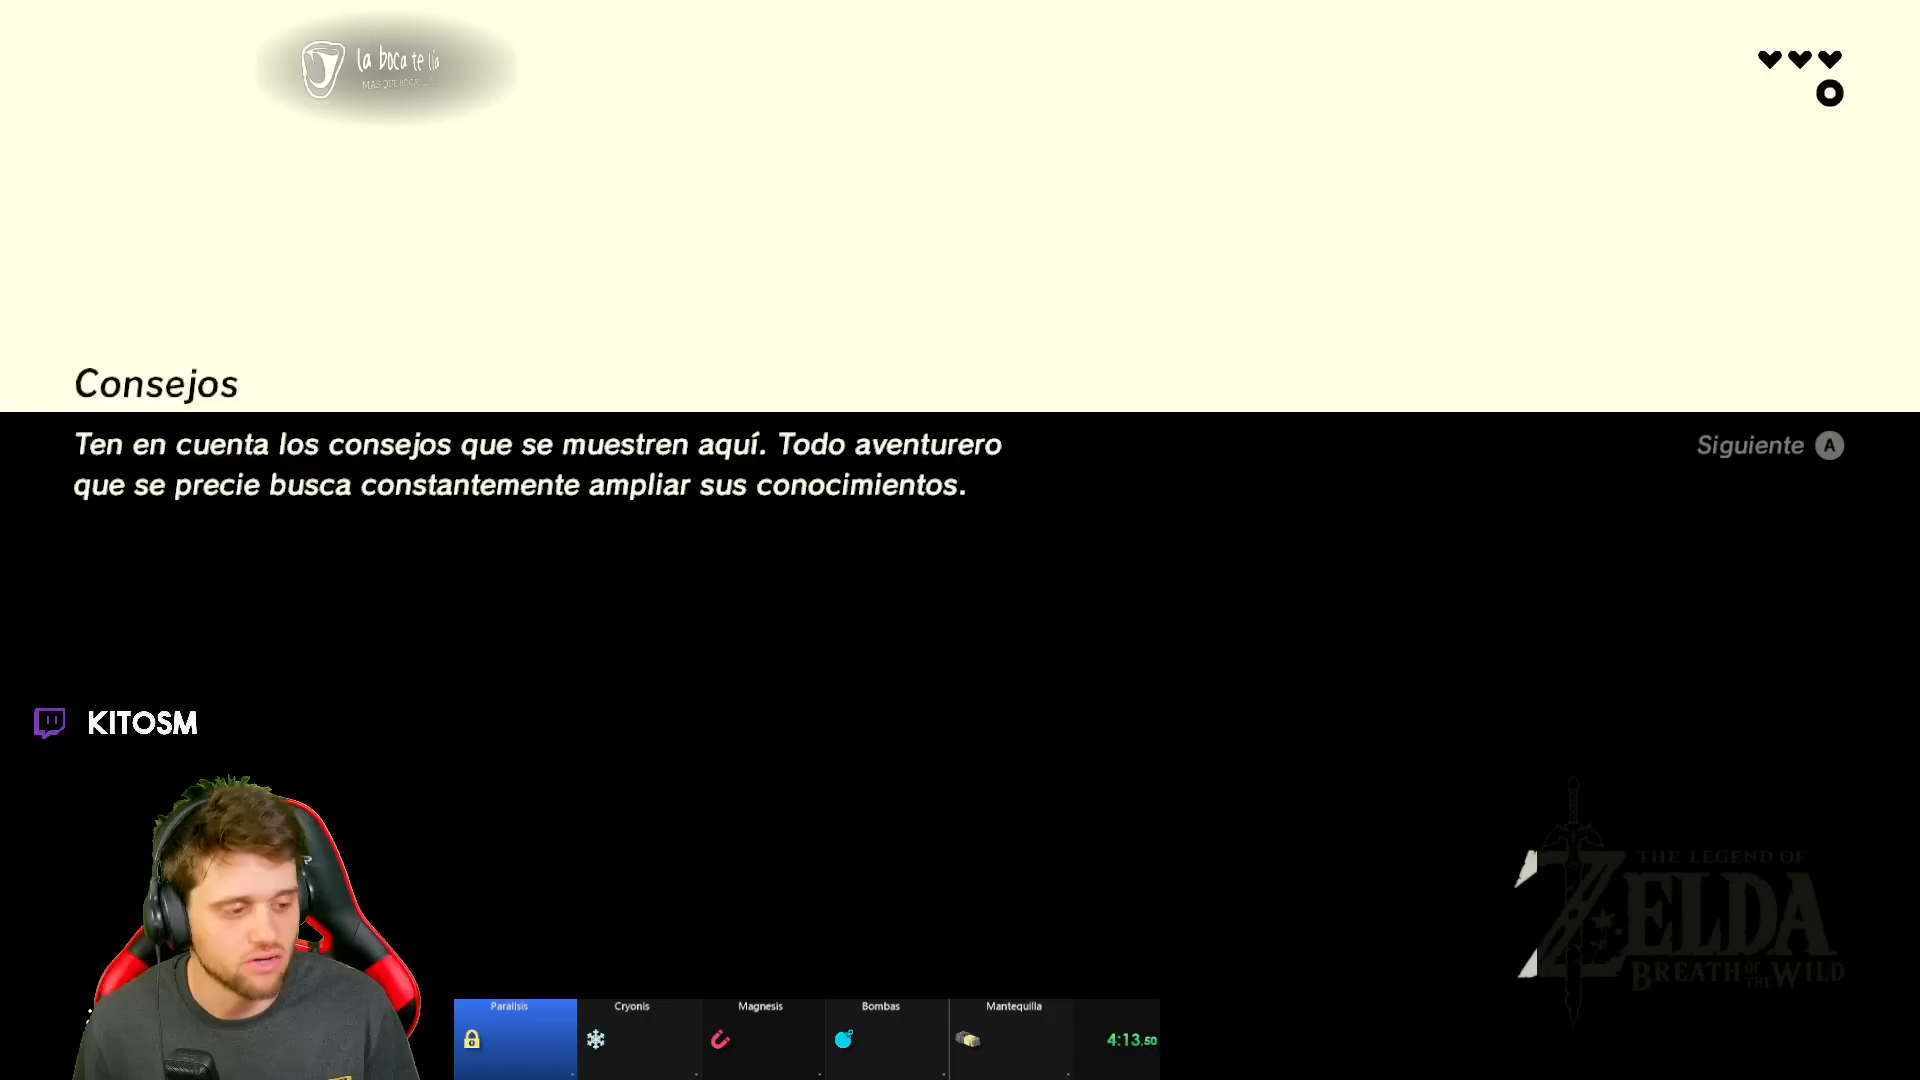 la boca te lía
Consejos
Ten en cuenta los consejos que se muestren aquí. Todo aventurero
que se precie busca constantemente ampliar sus conocimientos.
Siguiente A
KITOSM
THE LEGEND OF
ZELDA
BREATH OF THE WILD
Parálisis
Cryonis
Magnesis
Bombas
Mantequilla
4:13.50